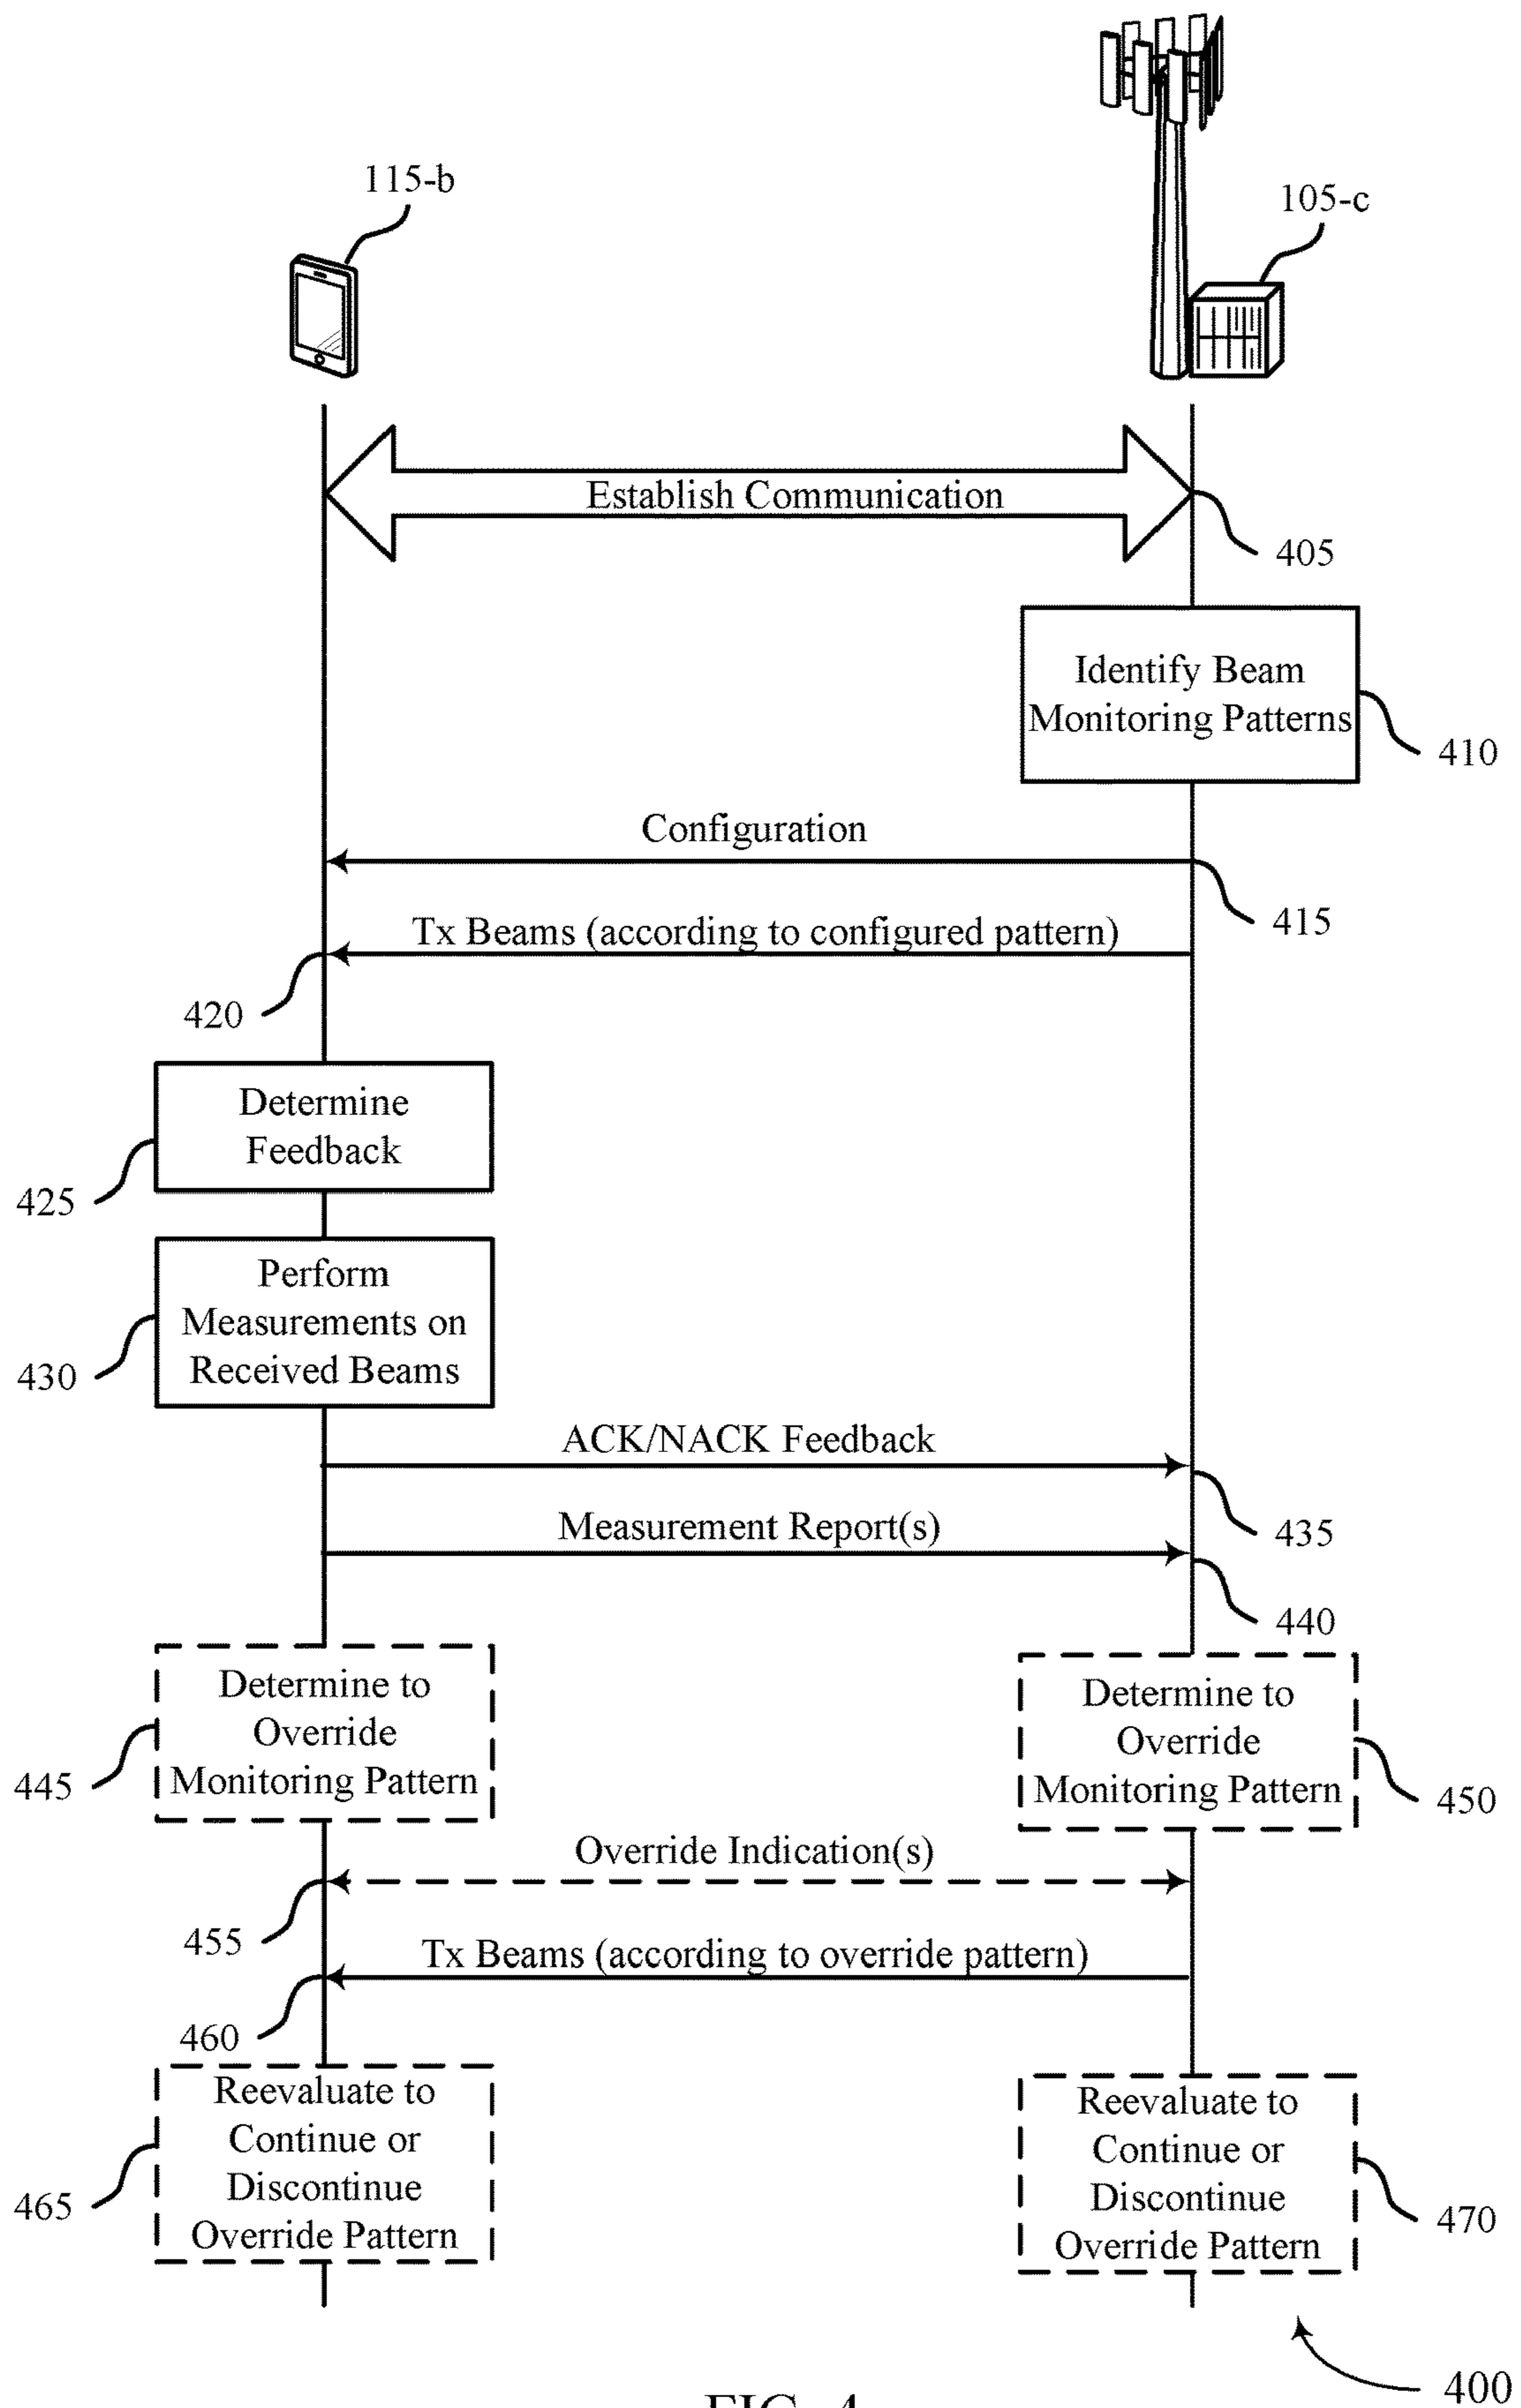 115-b
105-c
Establish Communication
405
Identify Beam
Monitoring Patterns
410
Configuration
415
Tx Beams (according to configured pattern)
420
Determine
Feedback
425
Perform
Measurements on
Received Beams
430
ACK/NACK Feedback
435
Measurement Report(s)
440
Determine to
Override
Monitoring Pattern
445
Determine to
Override
Monitoring Pattern
450
Override Indication(s)
455
Tx Beams (according to override pattern)
460
Reevaluate to
Continue or
Discontinue
Override Pattern
465
Reevaluate to
Continue or
Discontinue
Override Pattern
470
400
FIG. 4